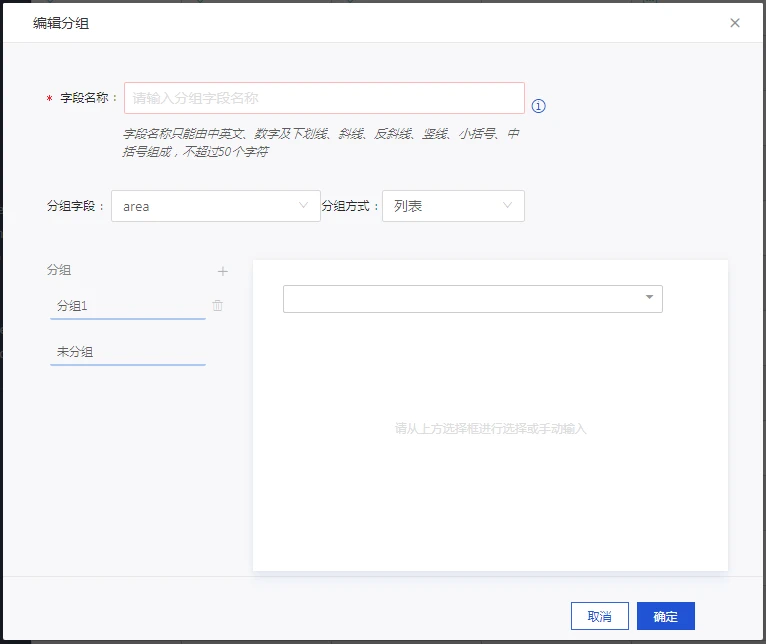 编辑分组
* 字段名称：
请输入分组字段名称
字段名称只能由中英文、数字及下划线、斜线、反斜线、竖线、小括号、中
括号组成，不超过50个字符
分组字段： area 分组方式： 列表
分组
分组1
未分组
请从上方选择框进行选择或手动输入
取消 确定